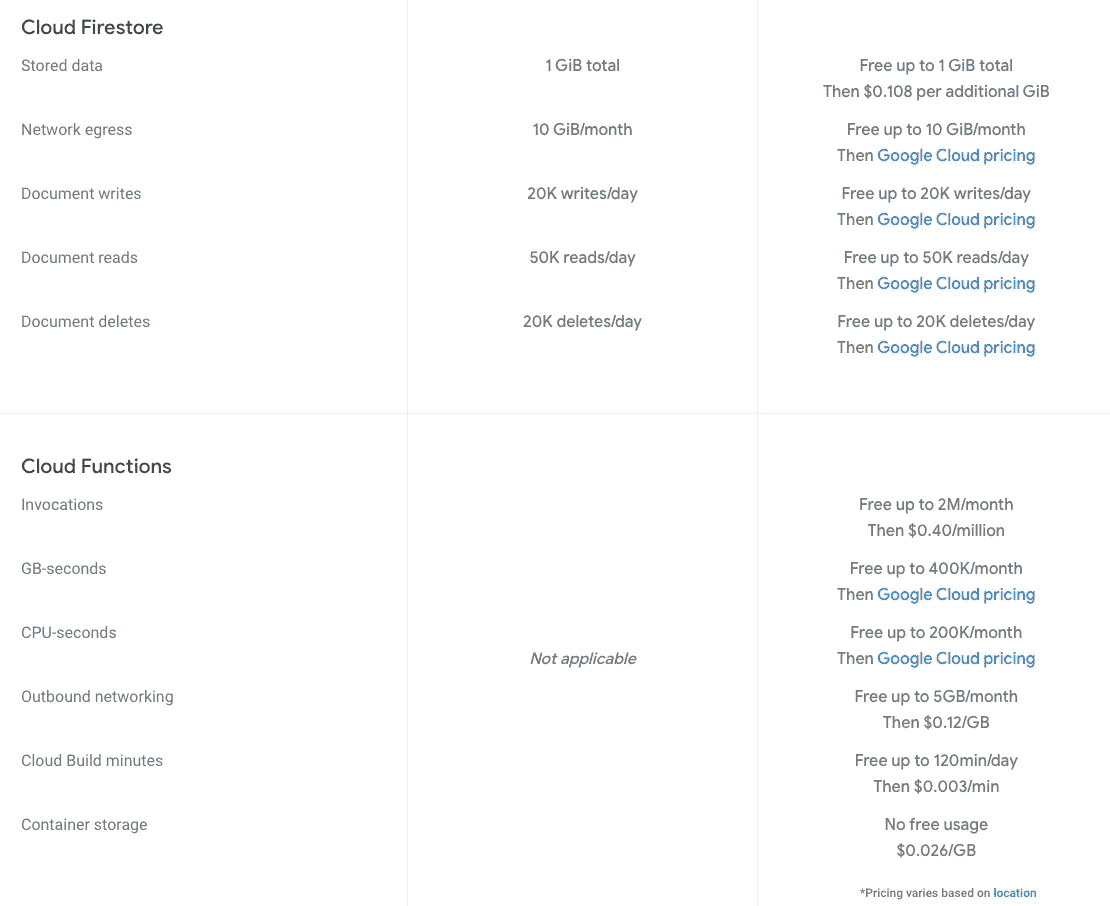 Cloud Firestore
Stored data
1 GiB total
Free up to 1 GiB total
Then $0.108 per additional GiB
Network egress
10 GiB/month
Free up to 10 GiB/month
Then Google Cloud pricing
Document writes
20K writes/day
Free up to 20K writes/day
Then Google Cloud pricing
Document reads
50K reads/day
Free up to 50K reads/day
Then Google Cloud pricing
Document deletes
20K deletes/day
Free up to 20K deletes/day
Then Google Cloud pricing
Cloud Functions
Invocations
Free up to 2M/month
Then $0.40/million
GB-seconds
Free up to 400K/month
Then Google Cloud pricing
CPU-seconds
Free up to 200K/month
Not applicable
Then Google Cloud pricing
Outbound networking
Free up to 5GB/month
Then $0.12/GB
Cloud Build minutes
Free up to 120min/day
Then $0.003/min
Container storage
No free usage
$0.026/GB
*Pricing varies based on location